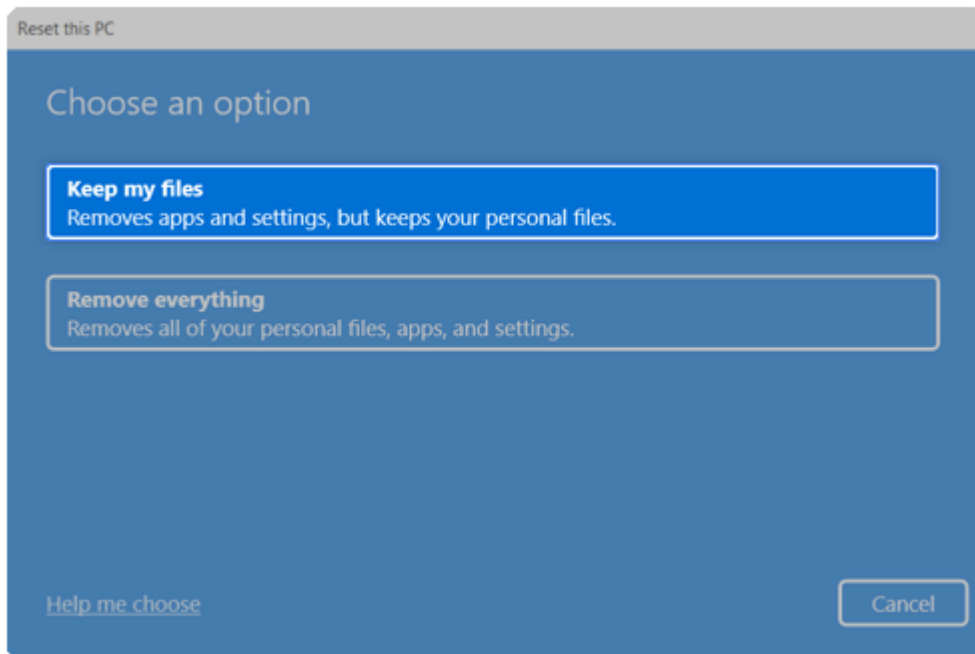 Reset this PC
Choose an option
Keep my files
Removes apps and settings, but keeps your personal files.
Remove everything
Removes all of your personal files, apps, and settings.
Help me choose
Cancel